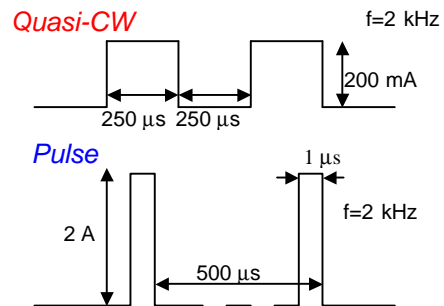 Quasi-CW
f=2 kHz
200 mA
250 μs 250 μs
Pulse
1 μs
2 A
f=2 kHz
500 μs